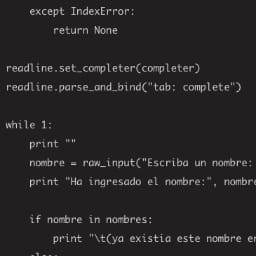 except IndexError:
return None
readline.set_completer(completer)
readline.parse_and_bind("tab: complete")
while 1:
print ""
nombre = raw_input("Escriba un nombre:
print "Ha ingresado el nombre:", nombre
if nombre in nombres:
print "\t(ya existia este nombre en
else: